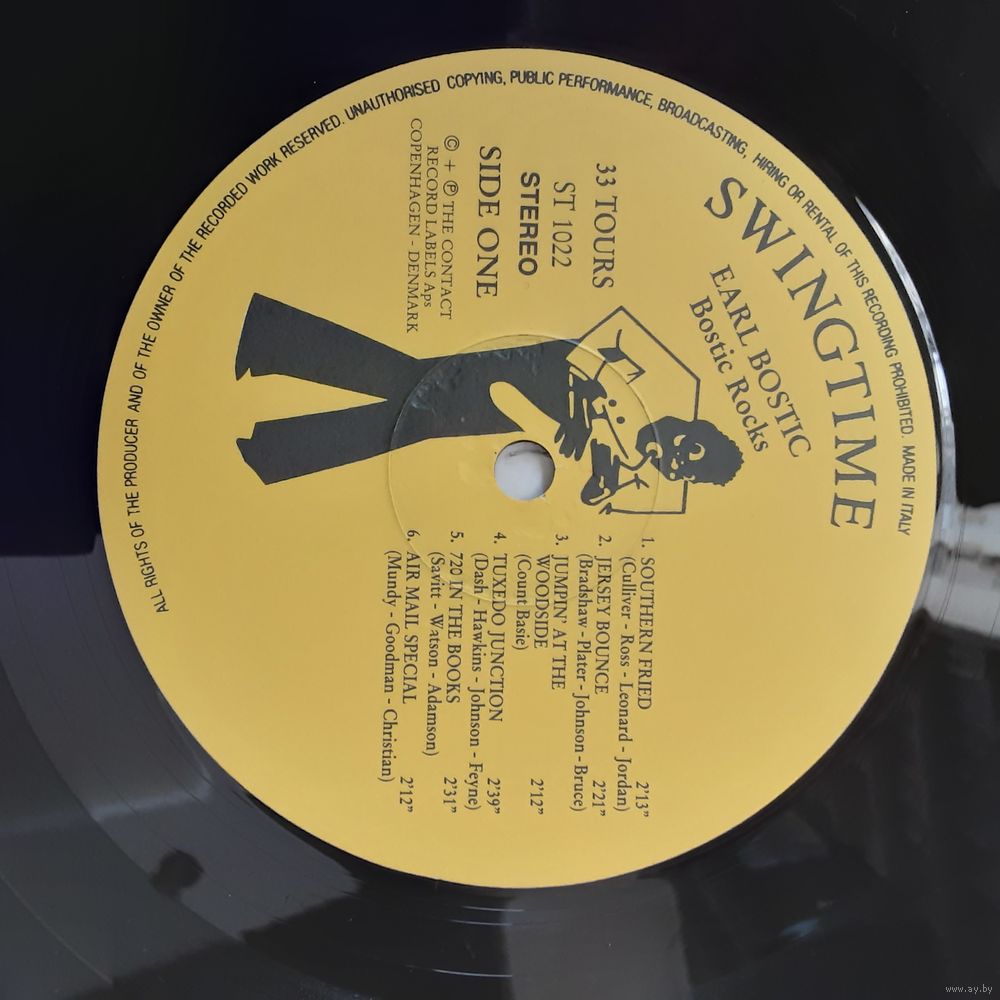 ALL RIGHTS OF THE PRODUCER AND OF THE OWNER OF THE RECORDED WORK RESERVED. UNAUTHORISED COPYING, PUBLIC PERFORMANCE, BROADCASTING, HIRING OR RENTAL OF THIS RECORDING PROHIBITED. MADE IN ITALY
SWINGTIME
EARL BOSTIC
Bostic Rocks
33 TOURS
ST 1022
STEREO
SIDE ONE
© + ℗ THE CONTACT
RECORD LABELS Aps
COPENHAGEN - DENMARK
1. SOUTHERN FRIED 2'13"
(Culliver - Ross - Leonard - Jordan)
2. JERSEY BOUNCE 2'21"
(Bradshaw - Plater - Johnson - Bruce)
3. JUMPIN' AT THE
WOODSIDE 2'12"
(Count Basie)
4. TUXEDO JUNCTION 2'39"
(Dash - Hawkins - Johnson - Feyne)
5. 720 IN THE BOOKS 2'31"
(Savitt - Watson - Adamson)
6. AIR MAIL SPECIAL 2'12"
(Mundy - Goodman - Christian)
www.ay.by